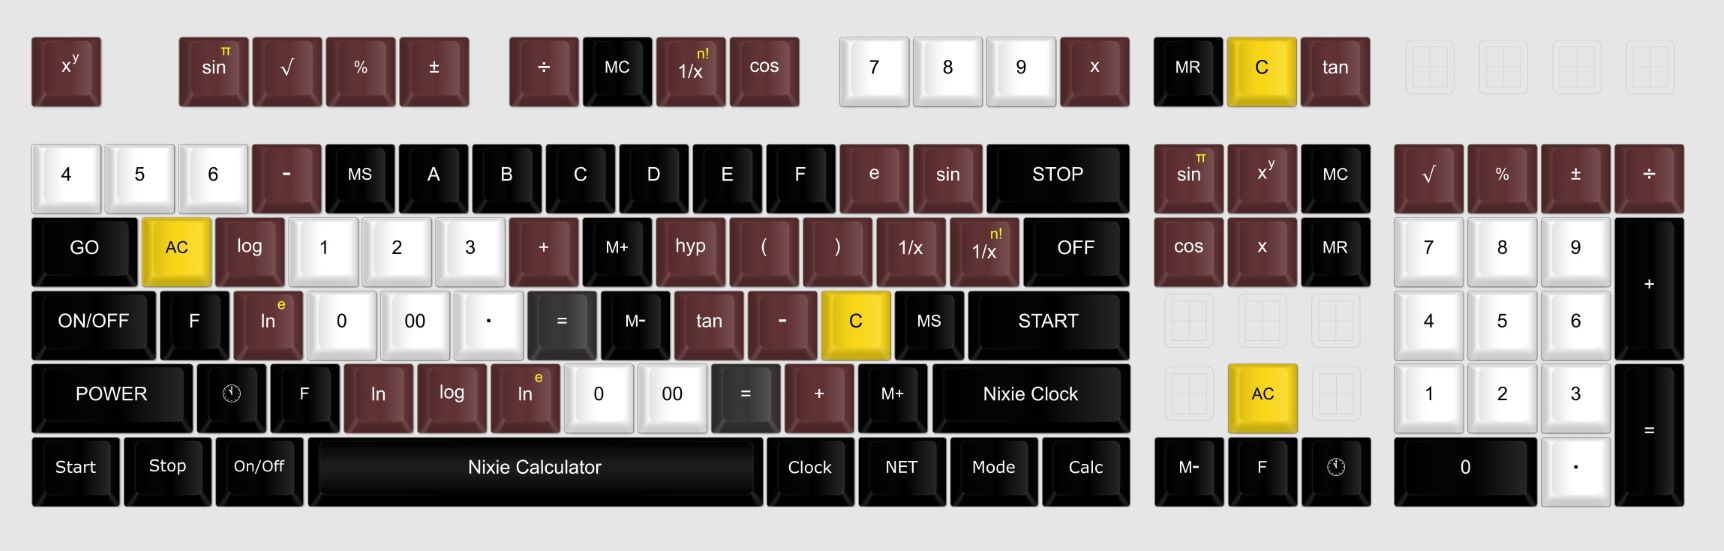 xʸ sin π √ % ± ÷ MC 1/x n! cos 7 8 9 x MR C tan
4 5 6 - MS A B C D E F e sin STOP sin π xʸ MC √ % ± ÷
GO AC log 1 2 3 + M+ hyp ( ) 1/x 1/x n! OFF cos x MR 7 8 9 +
ON/OFF F ln e 0 00 · = M- tan - C MS START 4 5 6
POWER F ln log ln e 0 00 = + M+ Nixie Clock AC 1 2 3 =
Start Stop On/Off Nixie Calculator Clock NET Mode Calc M- F 0 ·